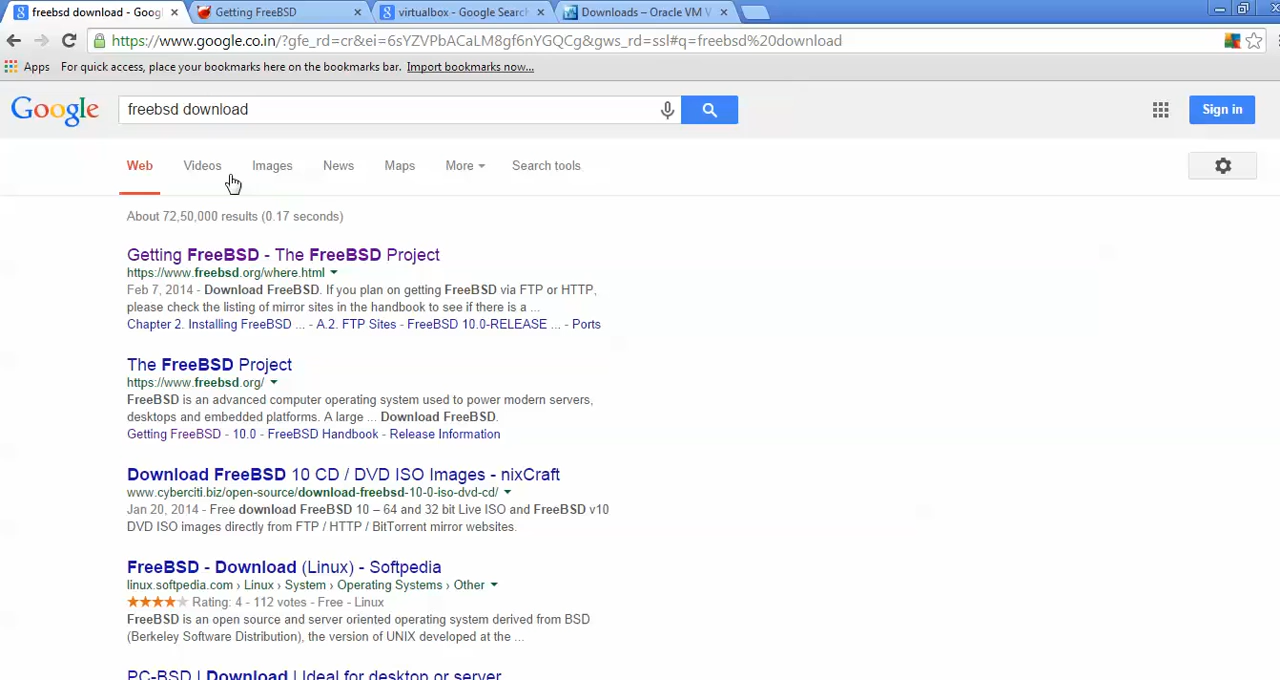 freebsd download - Goog
Getting FreeBSD
virtualbox - Google Search
Downloads – Oracle VM V
https://www.google.co.in/?gfe_rd=cr&ei=6sYZVPbACaLM8gf6nYGQCg&gws_rd=ssl#q=freebsd%20download
Apps For quick access, place your bookmarks here on the bookmarks bar. Import bookmarks now...
Google
freebsd download
Sign in
Web Videos Images News Maps More Search tools
About 72,50,000 results (0.17 seconds)
Getting FreeBSD - The FreeBSD Project
https://www.freebsd.org/where.html
Feb 7, 2014 - Download FreeBSD. If you plan on getting FreeBSD via FTP or HTTP,
please check the listing of mirror sites in the handbook to see if there is a ...
Chapter 2. Installing FreeBSD ... - A.2. FTP Sites - FreeBSD 10.0-RELEASE ... - Ports
The FreeBSD Project
https://www.freebsd.org/
FreeBSD is an advanced computer operating system used to power modern servers,
desktops and embedded platforms. A large ... Download FreeBSD.
Getting FreeBSD - 10.0 - FreeBSD Handbook - Release Information
Download FreeBSD 10 CD / DVD ISO Images - nixCraft
www.cyberciti.biz/open-source/download-freebsd-10-0-iso-dvd-cd/
Jan 20, 2014 - Free download FreeBSD 10 – 64 and 32 bit Live ISO and FreeBSD v10
DVD ISO images directly from FTP / HTTP / BitTorrent mirror websites.
FreeBSD - Download (Linux) - Softpedia
linux.softpedia.com › Linux › System › Operating Systems › Other
Rating: 4 - 112 votes - Free - Linux
FreeBSD is an open source and server oriented operating system derived from BSD
(Berkeley Software Distribution), the version of UNIX developed at the ...
PC-BSD | Download | Ideal for desktop or server